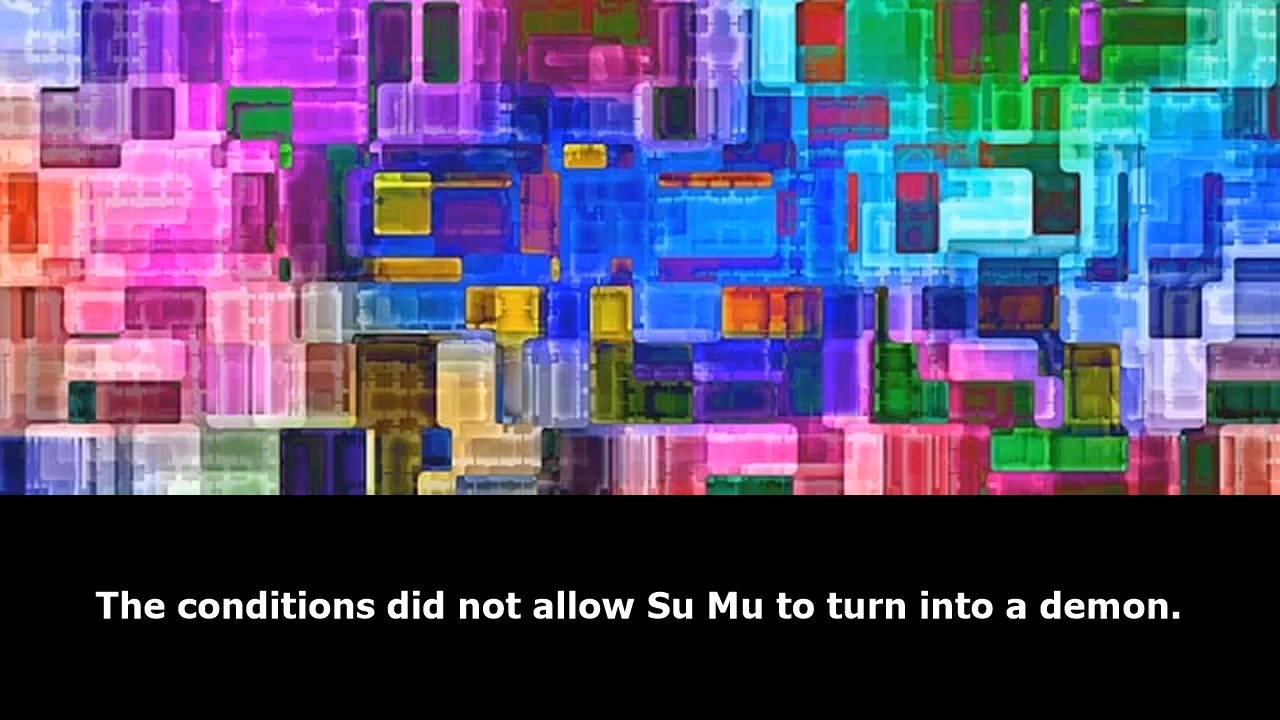 The conditions did not allow Su Mu to turn into a demon.